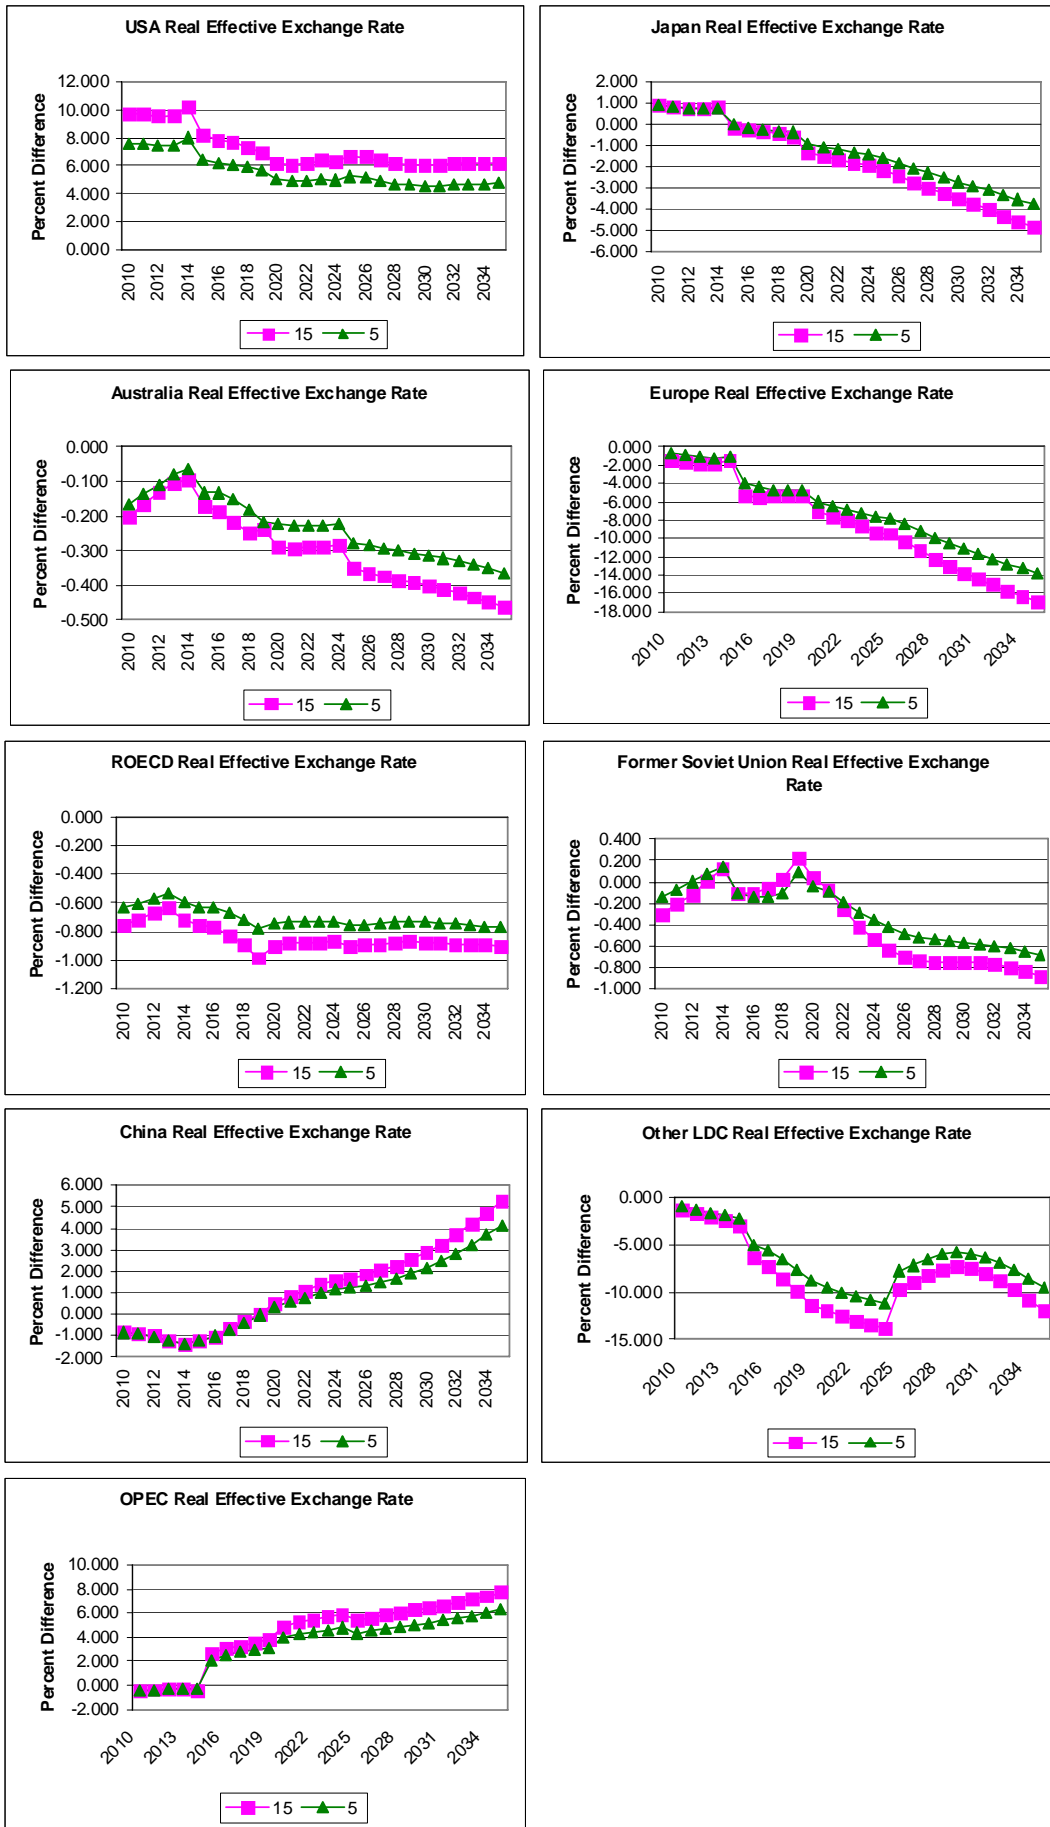 USA Real Effective Exchange Rate
Percent Difference
12.000
10.000
8.000
6.000
4.000
2.000
0.000
2010 2012 2014 2016 2018 2020 2022 2024 2026 2028 2030 2032 2034
15 5
Japan Real Effective Exchange Rate
Percent Difference
2.000
1.000
0.000
-1.000
-2.000
-3.000
-4.000
-5.000
-6.000
2010 2012 2014 2016 2018 2020 2022 2024 2026 2028 2030 2032 2034
15 5
Australia Real Effective Exchange Rate
Percent Difference
0.000
-0.100
-0.200
-0.300
-0.400
-0.500
2010 2012 2014 2016 2018 2020 2022 2024 2026 2028 2030 2032 2034
15 5
Europe Real Effective Exchange Rate
Percent Difference
0.000
-2.000
-4.000
-6.000
-8.000
-10.000
-12.000
-14.000
-16.000
-18.000
2010 2013 2016 2019 2022 2025 2028 2031 2034
15 5
ROECD Real Effective Exchange Rate
Percent Difference
0.000
-0.200
-0.400
-0.600
-0.800
-1.000
-1.200
2010 2012 2014 2016 2018 2020 2022 2024 2026 2028 2030 2032 2034
15 5
Former Soviet Union Real Effective Exchange
Rate
Percent Difference
0.400
0.200
0.000
-0.200
-0.400
-0.600
-0.800
-1.000
2010 2012 2014 2016 2018 2020 2022 2024 2026 2028 2030 2032 2034
15 5
China Real Effective Exchange Rate
Percent Difference
6.000
5.000
4.000
3.000
2.000
1.000
0.000
-1.000
-2.000
2010 2012 2014 2016 2018 2020 2022 2024 2026 2028 2030 2032 2034
15 5
Other LDC Real Effective Exchange Rate
Percent Difference
0.000
-5.000
-10.000
-15.000
2010 2013 2016 2019 2022 2025 2028 2031 2034
15 5
OPEC Real Effective Exchange Rate
Percent Difference
10.000
8.000
6.000
4.000
2.000
0.000
-2.000
2010 2013 2016 2019 2022 2025 2028 2031 2034
15 5